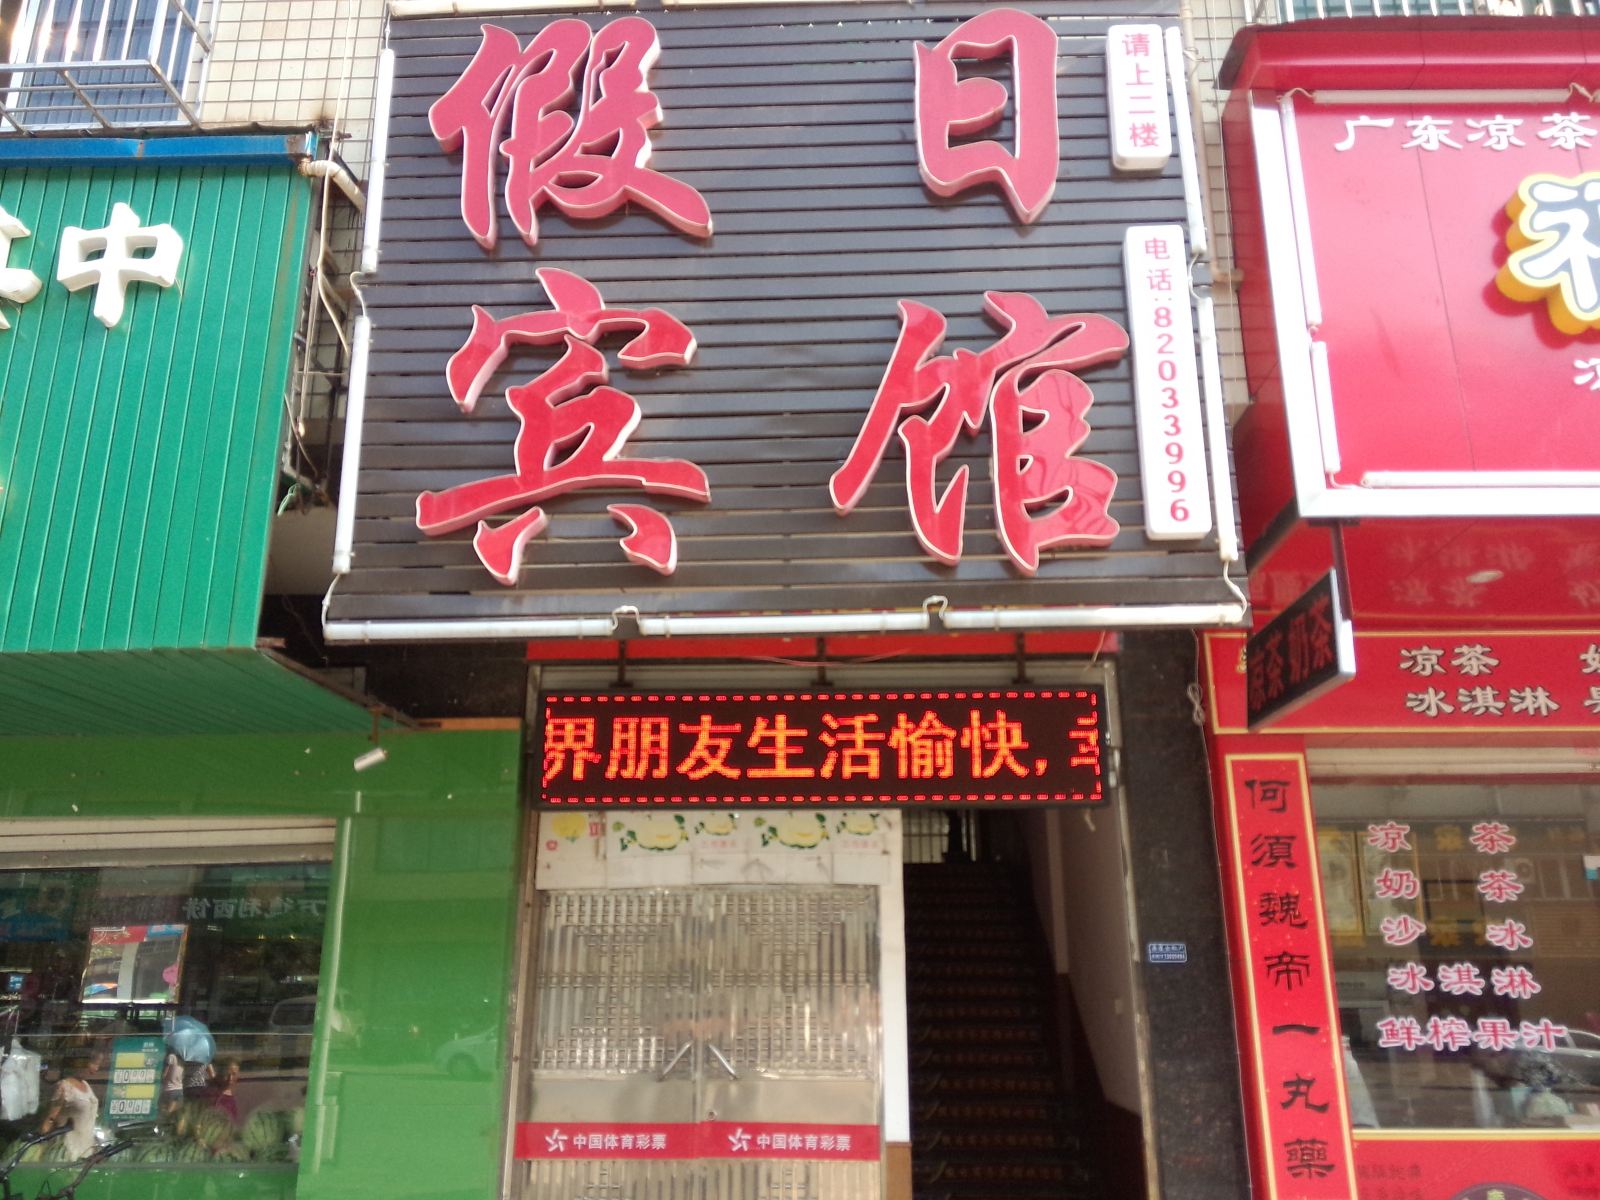 假日
宾馆
请上二楼
电话:82033996
中
广东凉茶
界朋友生活愉快,
凉茶 奶茶
凉茶
冰淇淋
何须魏帝一丸藥
凉茶
奶茶
沙冰
冰淇淋
鲜榨果汁
中国体育彩票
中国体育彩票